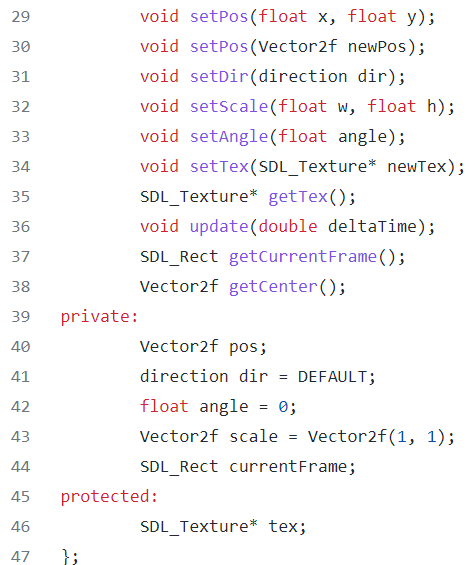 29 void setPos(float x, float y);
30 void setPos(Vector2f newPos);
31 void setDir(direction dir);
32 void setScale(float w, float h);
33 void setAngle(float angle);
34 void setTex(SDL_Texture* newTex);
35 SDL_Texture* getTex();
36 void update(double deltaTime);
37 SDL_Rect getCurrentFrame();
38 Vector2f getCenter();
39 private:
40 Vector2f pos;
41 direction dir = DEFAULT;
42 float angle = 0;
43 Vector2f scale = Vector2f(1, 1);
44 SDL_Rect currentFrame;
45 protected:
46 SDL_Texture* tex;
47 };